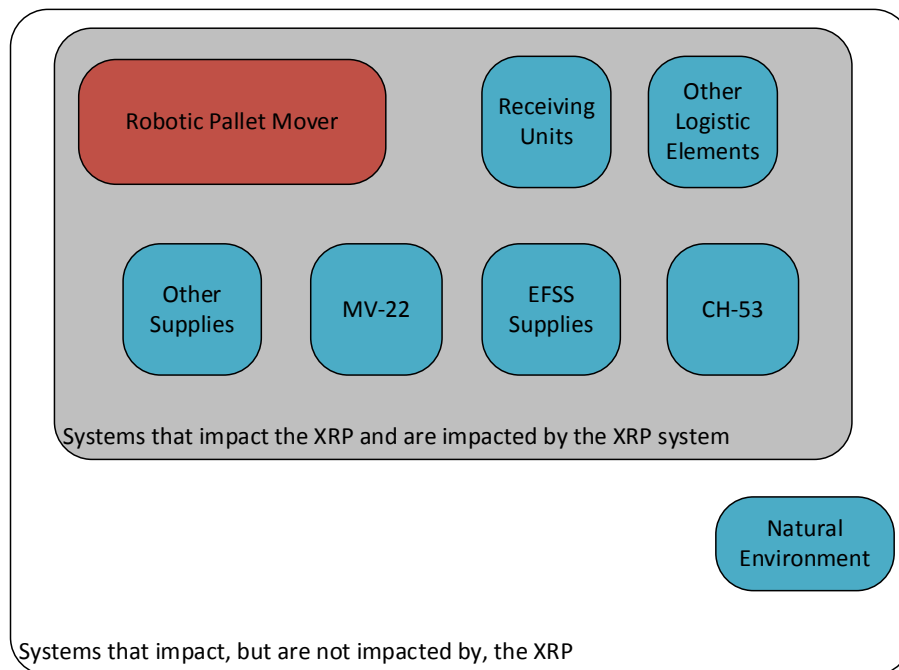 Robotic Pallet Mover
Receiving
Units
Other
Logistic
Elements
Other
Supplies
MV-22
EFSS
Supplies
CH-53
Systems that impact the XRP and are impacted by the XRP system
Natural
Environment
Systems that impact, but are not impacted by, the XRP